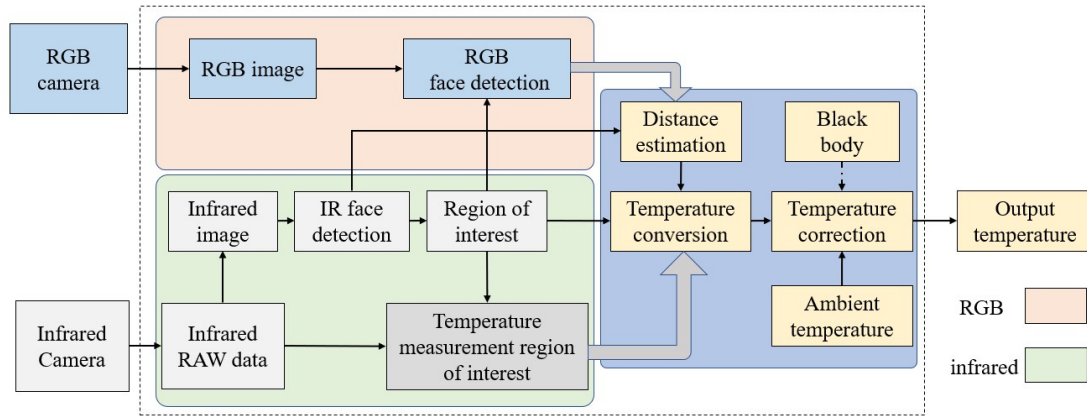 RGB
camera
RGB image
RGB
face detection
Distance
estimation
Black
body
Infrared
image
IR face
detection
Region of
interest
Temperature
conversion
Temperature
correction
Output
temperature
Infrared
Camera
Infrared
RAW data
Temperature
measurement region
of interest
Ambient
temperature
RGB
infrared